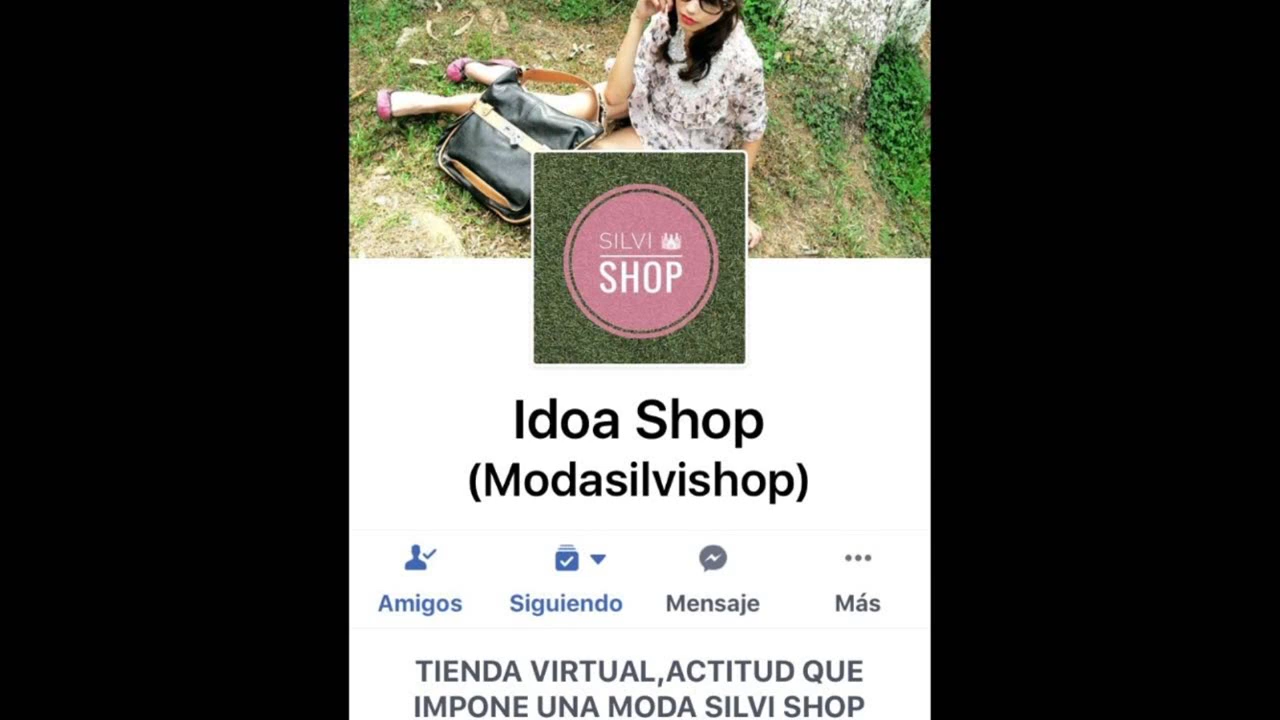 SILVI
SHOP
Idoa Shop
(Modasilvishop)
Amigos
Siguiendo
Mensaje
Más
TIENDA VIRTUAL,ACTITUD QUE
IMPONE UNA MODA SILVI SHOP